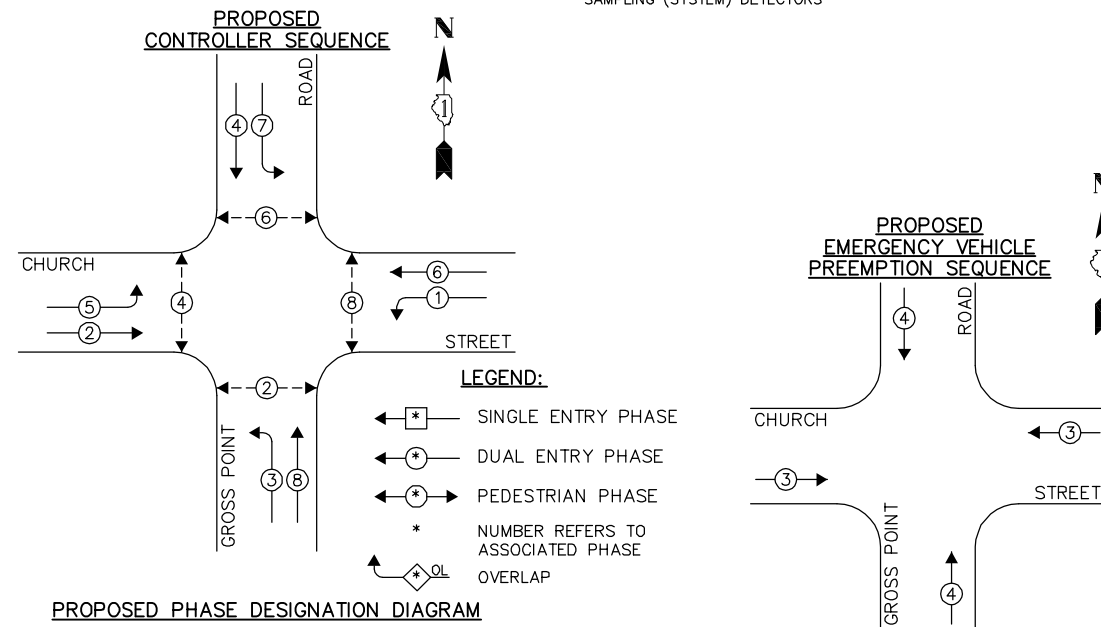 SAMPLING (SYSTEM) DETECTORS
PROPOSED
CONTROLLER SEQUENCE
N
ROAD
1
4
7
6
CHURCH
4
8
6
1
5
2
STREET
2
GROSS POINT
3
8
LEGEND:
* SINGLE ENTRY PHASE
* DUAL ENTRY PHASE
* PEDESTRIAN PHASE
* NUMBER REFERS TO
ASSOCIATED PHASE
* OL OVERLAP
PROPOSED PHASE DESIGNATION DIAGRAM
PROPOSED
EMERGENCY VEHICLE
PREEMPTION SEQUENCE
ROAD
4
CHURCH
3
3
STREET
GROSS POINT
4